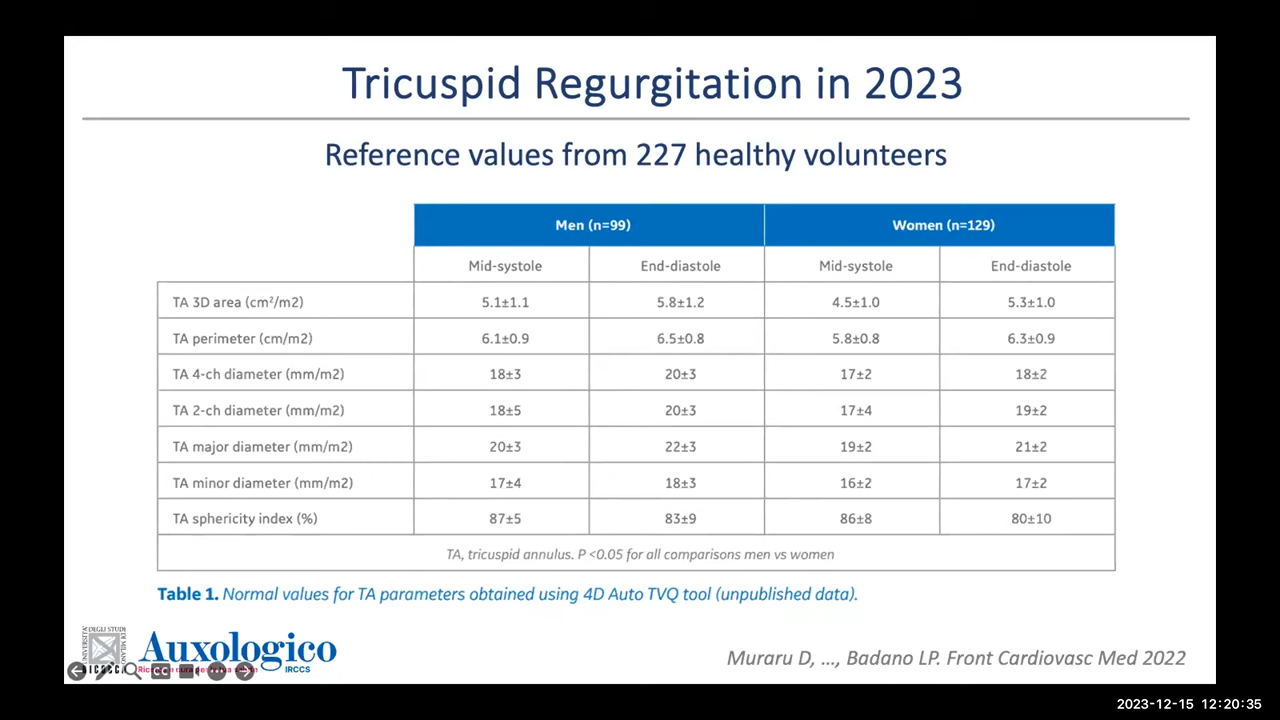 Tricuspid Regurgitation in 2023
Reference values from 227 healthy volunteers
Men (n=99) Women (n=129)
Mid-systole End-diastole Mid-systole End-diastole
TA 3D area (cm²/m2) 5.1±1.1 5.8±1.2 4.5±1.0 5.3±1.0
TA perimeter (cm/m2) 6.1±0.9 6.5±0.8 5.8±0.8 6.3±0.9
TA 4-ch diameter (mm/m2) 18±3 20±3 17±2 18±2
TA 2-ch diameter (mm/m2) 18±5 20±3 17±4 19±2
TA major diameter (mm/m2) 20±3 22±3 19±2 21±2
TA minor diameter (mm/m2) 17±4 18±3 16±2 17±2
TA sphericity index (%) 87±5 83±9 86±8 80±10
TA, tricuspid annulus. P <0.05 for all comparisons men vs women
Table 1. Normal values for TA parameters obtained using 4D Auto TVQ tool (unpublished data).
Auxologico
IRCCS
CC
Muraru D, ..., Badano LP. Front Cardiovasc Med 2022
2023-12-15 12:20:35